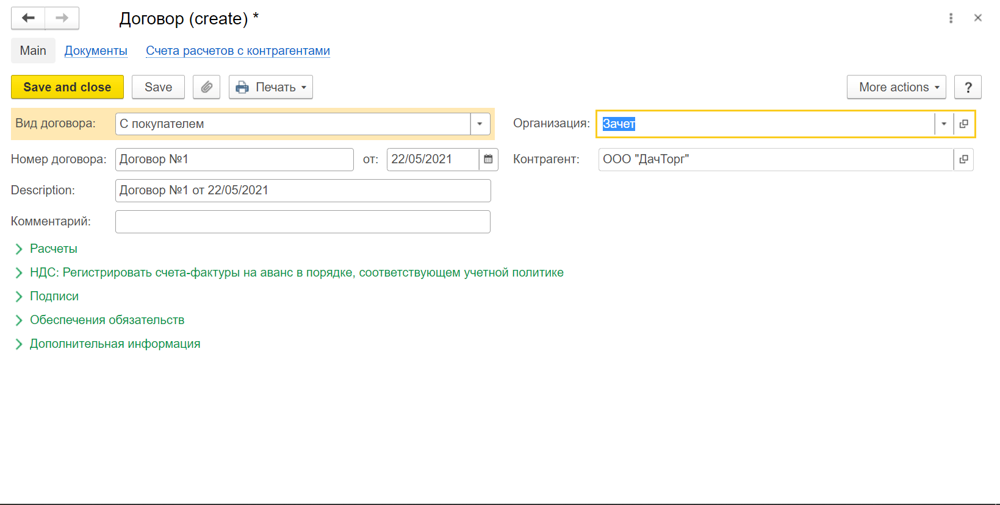 Договор (create) *
Main Документы Счета расчетов с контрагентами
Save and close Save Печать More actions ?
Вид договора: С покупателем Организация: Зачет
Номер договора: Договор №1 от: 22/05/2021 Контрагент: ООО "ДачТорг"
Description: Договор №1 от 22/05/2021
Комментарий:
Расчеты
НДС: Регистрировать счета-фактуры на аванс в порядке, соответствующем учетной политике
Подписи
Обеспечения обязательств
Дополнительная информация